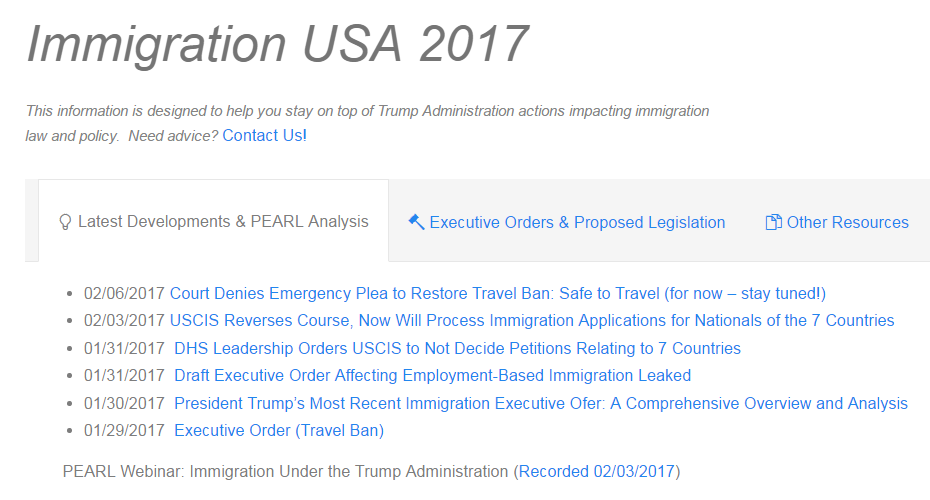 Immigration USA 2017
This information is designed to help you stay on top of Trump Administration actions impacting immigration
law and policy. Need advice? Contact Us!
Latest Developments & PEARL Analysis
Executive Orders & Proposed Legislation
Other Resources
02/06/2017 Court Denies Emergency Plea to Restore Travel Ban: Safe to Travel (for now – stay tuned!)
02/03/2017 USCIS Reverses Course, Now Will Process Immigration Applications for Nationals of the 7 Countries
01/31/2017 DHS Leadership Orders USCIS to Not Decide Petitions Relating to 7 Countries
01/31/2017 Draft Executive Order Affecting Employment-Based Immigration Leaked
01/30/2017 President Trump’s Most Recent Immigration Executive Ofer: A Comprehensive Overview and Analysis
01/29/2017 Executive Order (Travel Ban)
PEARL Webinar: Immigration Under the Trump Administration (Recorded 02/03/2017)